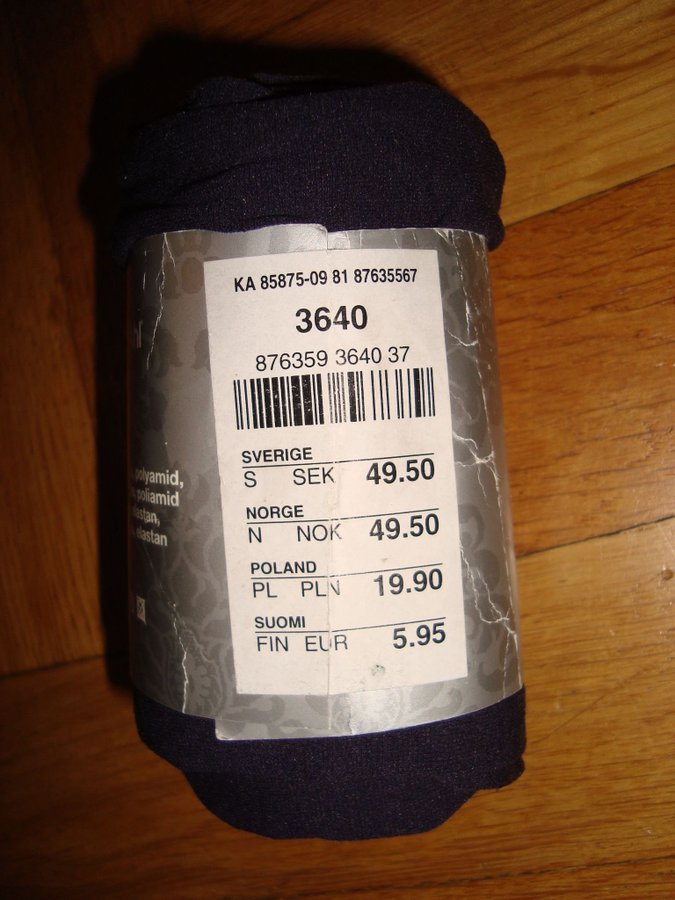 KA 85875-09 81 87635567
3640
876359 3640 37
SVERIGE
S SEK 49.50
NORGE
N NOK 49.50
POLAND
PL PLN 19.90
SUOMI
FIN EUR 5.95
polyamid,
poliamid
elastan,
elastan